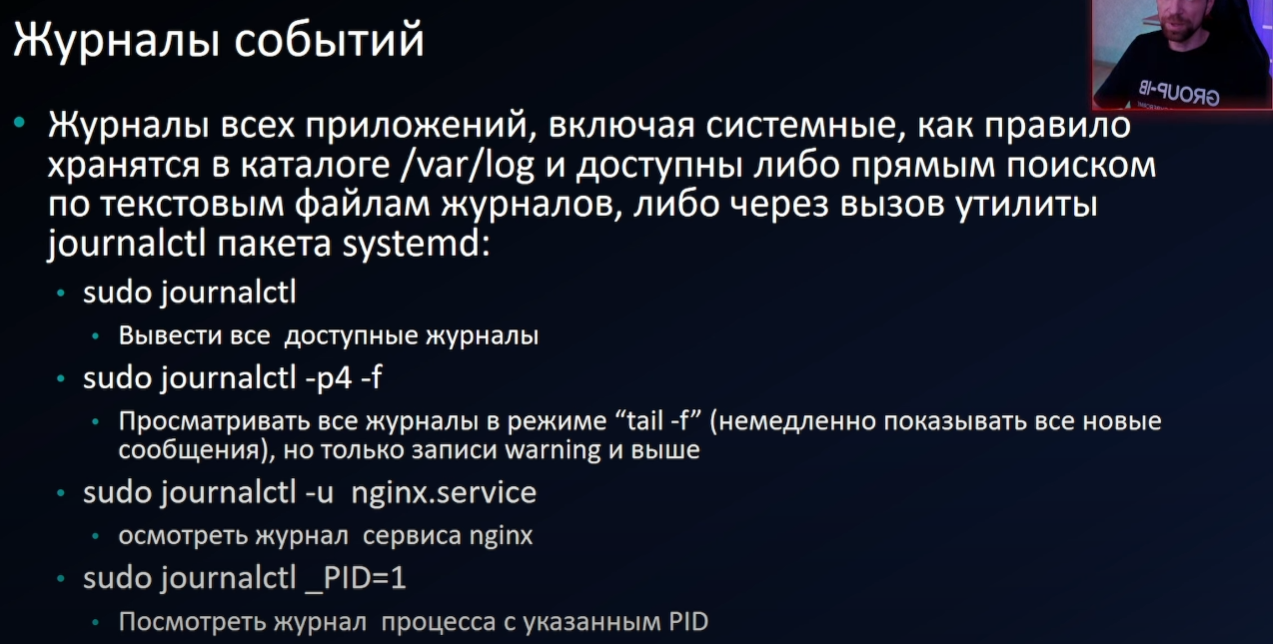 Журналы событий
GROUP-IB
• Журналы всех приложений, включая системные, как правило
хранятся в каталоге /var/log и доступны либо прямым поиском
по текстовым файлам журналов, либо через вызов утилиты
journalctl пакета systemd:
• sudo journalctl
• Вывести все доступные журналы
• sudo journalctl -p4 -f
• Просматривать все журналы в режиме “tail -f” (немедленно показывать все новые
сообщения), но только записи warning и выше
• sudo journalctl -u nginx.service
• осмотреть журнал сервиса nginx
• sudo journalctl _PID=1
• Посмотреть журнал процесса с указанным PID